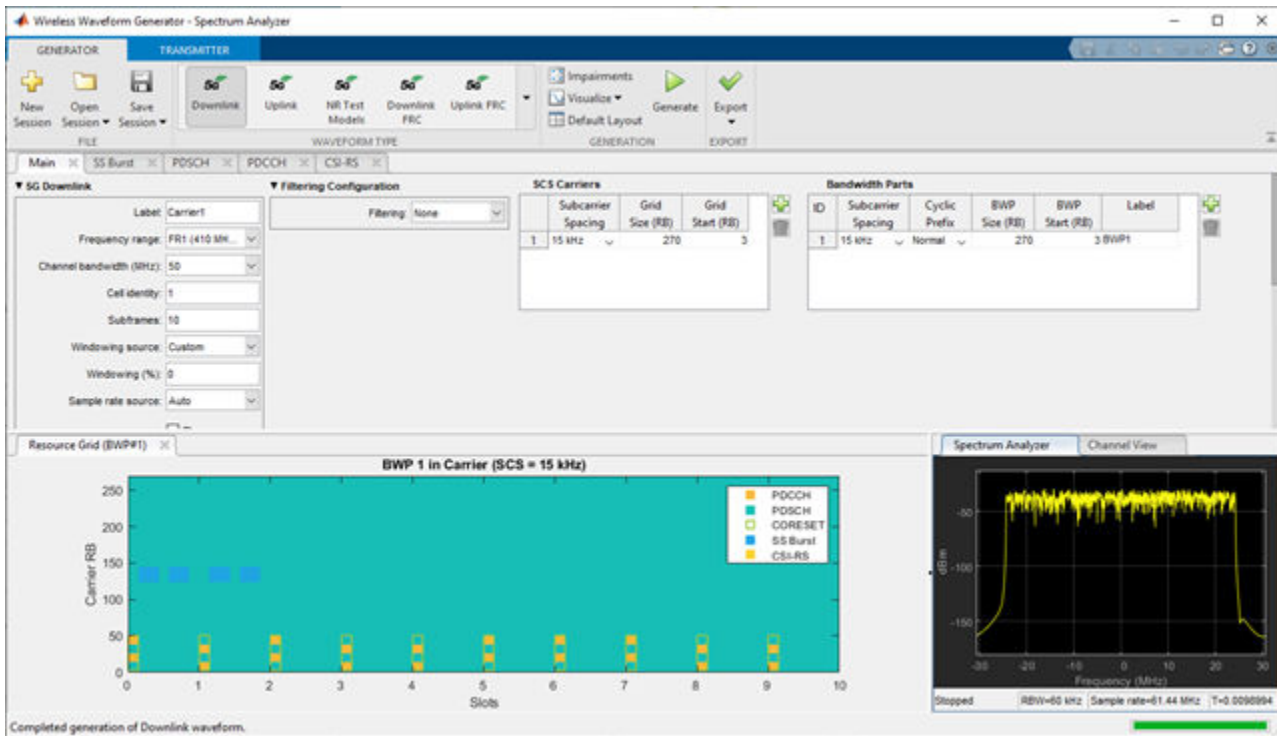 Wireless Waveform Generator - Spectrum Analyzer
GENERATOR TRANSMITTER
New Session
Open Session
Save Session
FILE
5G Downlink
5G Uplink
5G NR Test Models
5G Downlink FRC
5G Uplink FRC
WAVEFORM TYPE
Impairments
Visualize
Default Layout
Generate
GENERATION
Export
EXPORT
Main SS Burst PDSCH PDCCH CSI-RS
5G Downlink
Label: Carrier1
Frequency range: FR1 (410 MH...
Channel bandwidth (MHz): 50
Cell identity: 1
Subframes: 10
Windowing source: Custom
Windowing (%): 0
Sample rate source: Auto
Filtering Configuration
Filtering: None
SCS Carriers
Subcarrier Spacing Grid Size (RB) Grid Start (RB)
1 15 kHz 270 3
Bandwidth Parts
ID Subcarrier Spacing Cyclic Prefix BWP Size (RB) BWP Start (RB) Label
1 15 kHz Normal 270 3 BWP1
Resource Grid (BWP#1)
BWP 1 in Carrier (SCS = 15 kHz)
Carrier RB
250
200
150
100
50
0
0 1 2 3 4 5 6 7 8 9 10
Slots
PDCCH
PDSCH
CORESET
SS Burst
CSI-RS
Spectrum Analyzer Channel View
dBm
-50
-100
-150
-30 -20 -10 0 10 20 30
Frequency (MHz)
Stopped RBW=60 kHz Sample rate=61.44 MHz T=0.0098994
Completed generation of Downlink waveform.